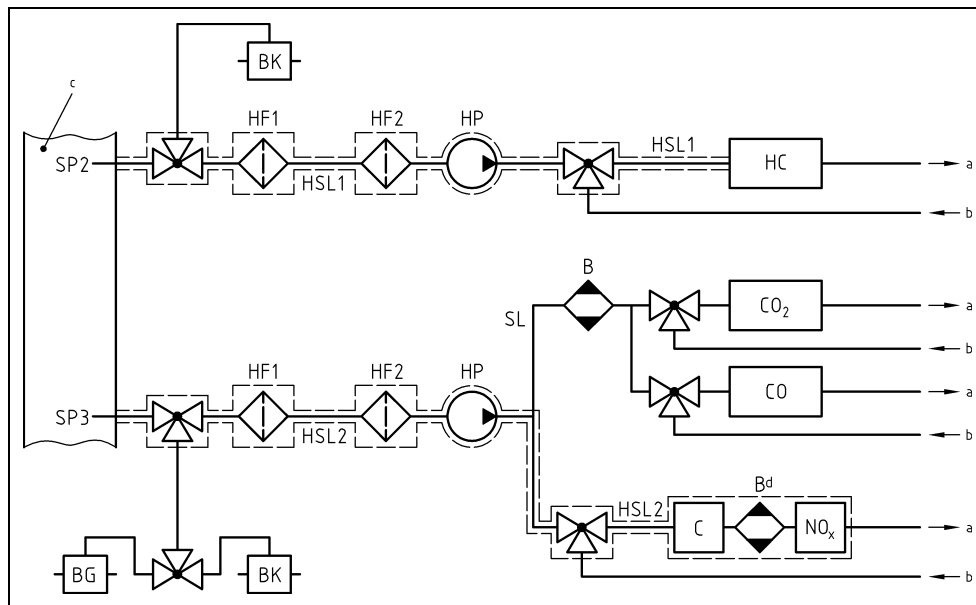 BK
c
HF1 HF2 HP
HSL1
SP2 HC a
HSL1
b
B
CO₂ a
SL
b
HF1 HF2 HP
CO a
SP3
HSL2 b
Bᵈ
HSL2
C NOₓ a
BG BK b